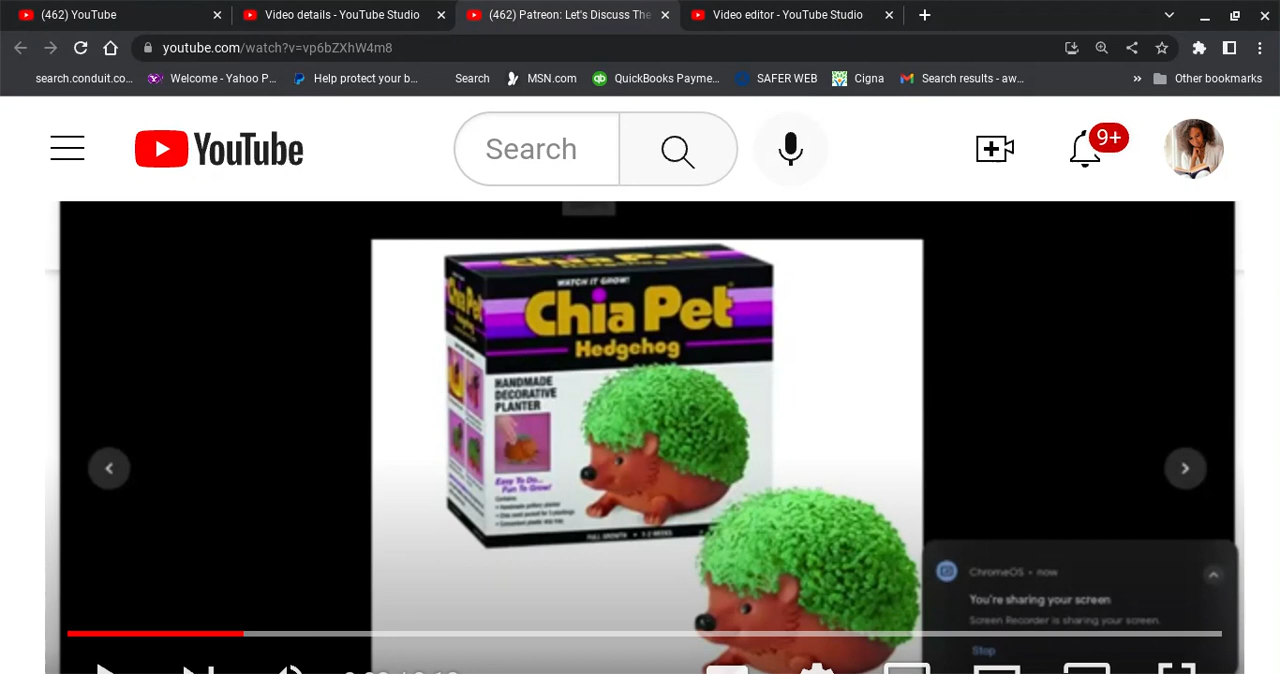 (462) YouTube
Video details - YouTube Studio
(462) Patreon: Let's Discuss The
Video editor - YouTube Studio
youtube.com/watch?v=vp6bZXhW4m8
search.conduit.co...
Welcome - Yahoo P...
Help protect your b...
Search
MSN.com
QuickBooks Payme...
SAFER WEB
Cigna
Search results - aw...
»
Other bookmarks
YouTube
Search
9+
WATCH IT GROW!
Chia Pet
Hedgehog
Chia Pet
HANDMADE
DECORATIVE
PLANTER
Easy To Do...
Fun To Grow!
Contains:
ChromeOS • now
You're sharing your screen
Screen Recorder is sharing your screen.
Stop